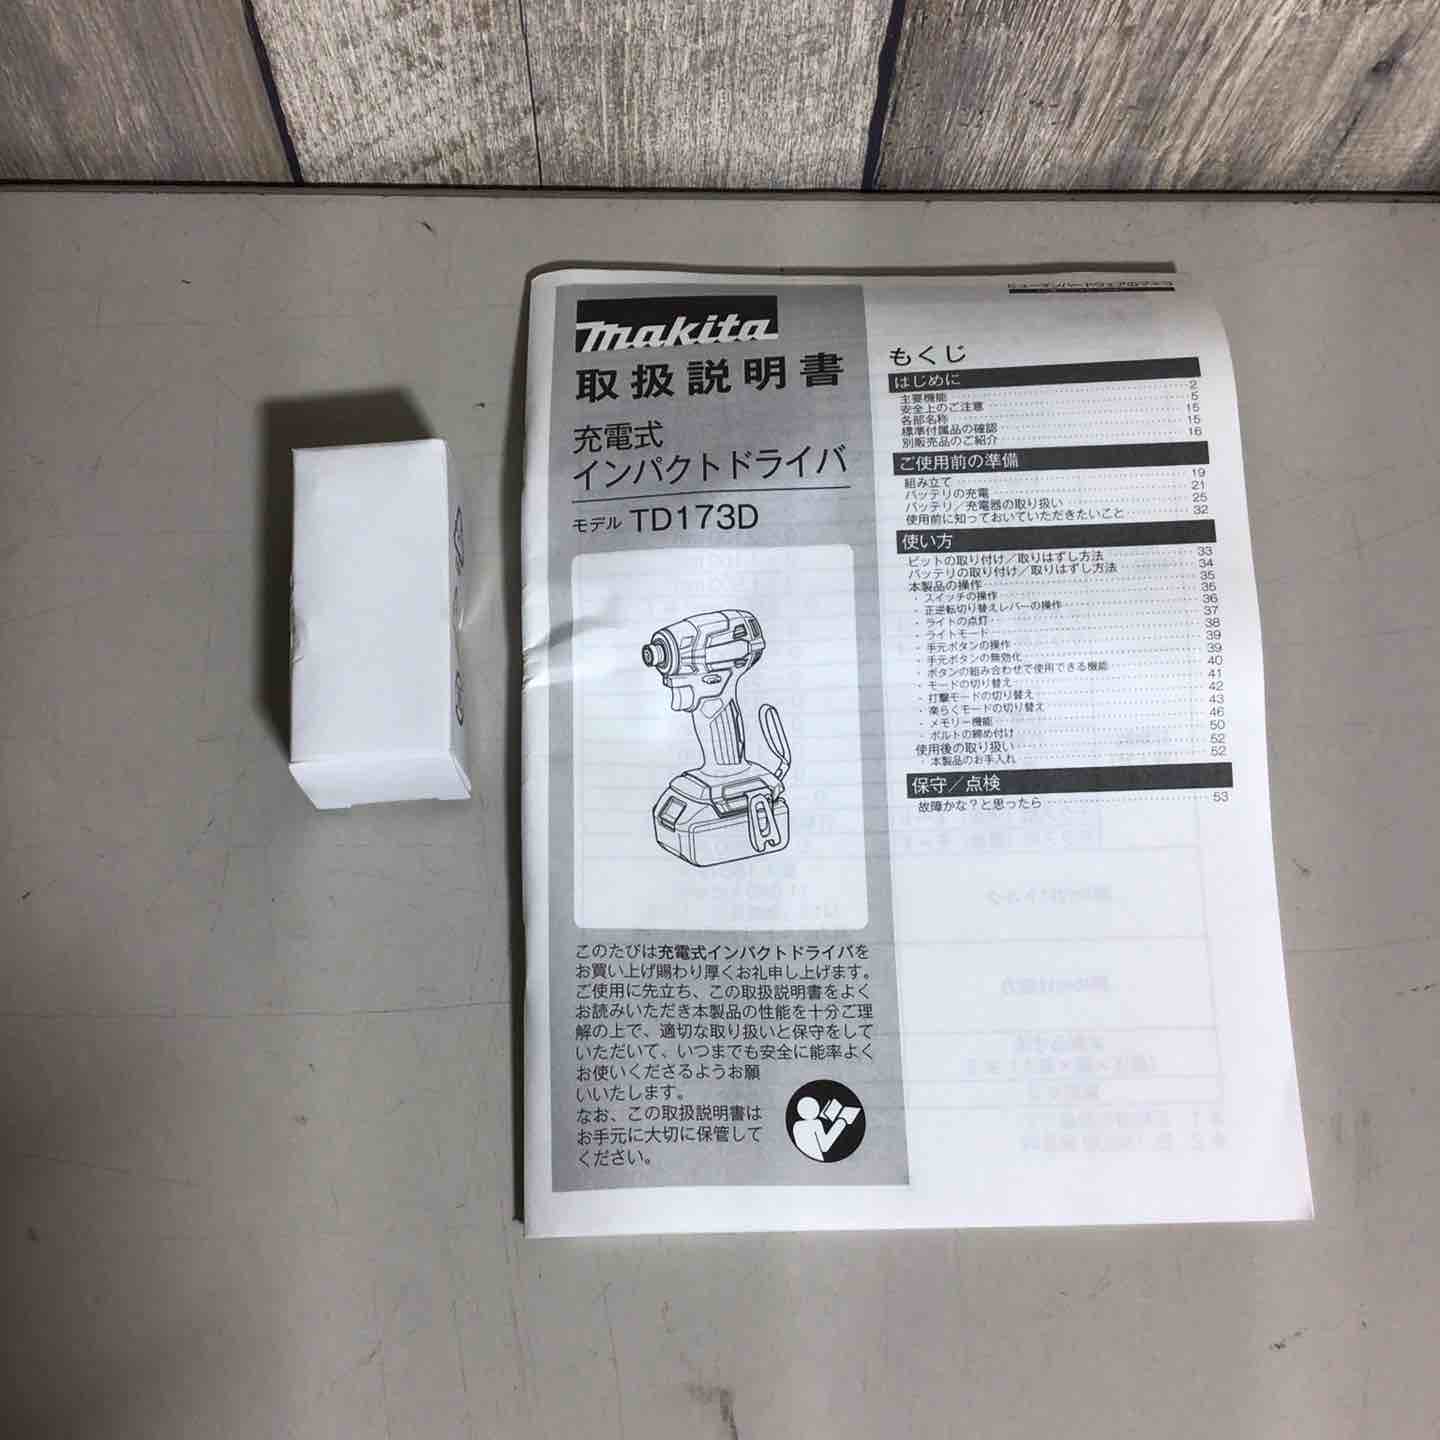 makita
取扱説明書
充電式
インパクトドライバ
モデル TD173D
このたびは充電式インパクトドライバを
お買い上げ賜わり厚くお礼申し上げます。
ご使用に先立ち、この取扱説明書をよく
お読みいただき本製品の性能を十分ご理
解の上で、適切な取り扱いと保守をして
いただいて、いつまでも安全に能率よく
お使いくださるようお願
いいたします。
なお、この取扱説明書は
お手元に大切に保管して
ください。
もくじ
はじめに
主要機能 2
安全上のご注意 5
各部名称 15
標準付属品の確認 15
別販売品のご紹介 16
ご使用前の準備
組み立て 19
バッテリの充電 21
バッテリ／充電器の取り扱い 25
使用前に知っておいていただきたいこと 32
使い方
ビットの取り付け／取りはずし方法 33
バッテリの取り付け／取りはずし方法 34
本製品の操作 35
・スイッチの操作 35
・正逆転切り替えレバーの操作 36
・ライトの点灯 37
・ライトモード 38
・手元ボタンの操作 39
・手元ボタンの無効化 39
・ボタンの組み合わせで使用できる機能 40
・モードの切り替え 41
・打撃モードの切り替え 42
・楽らくモードの切り替え 43
・メモリー機能 46
・ボルトの締め付け 50
使用後の取り扱い 52
・本製品のお手入れ 52
保守／点検
故障かな？と思ったら 53